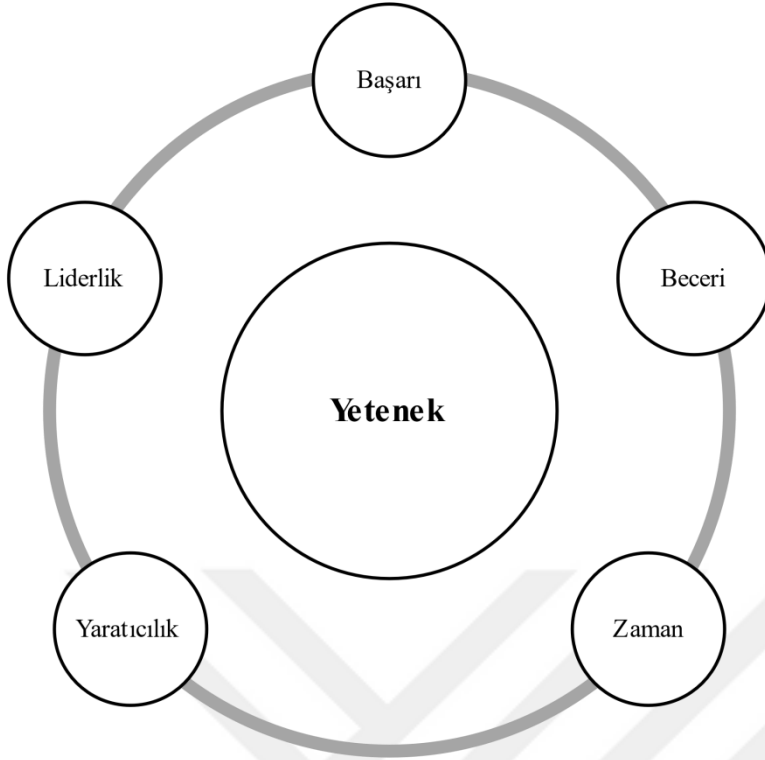 Başarı
Liderlik
Beceri
Yetenek
Yaratıcılık
Zaman